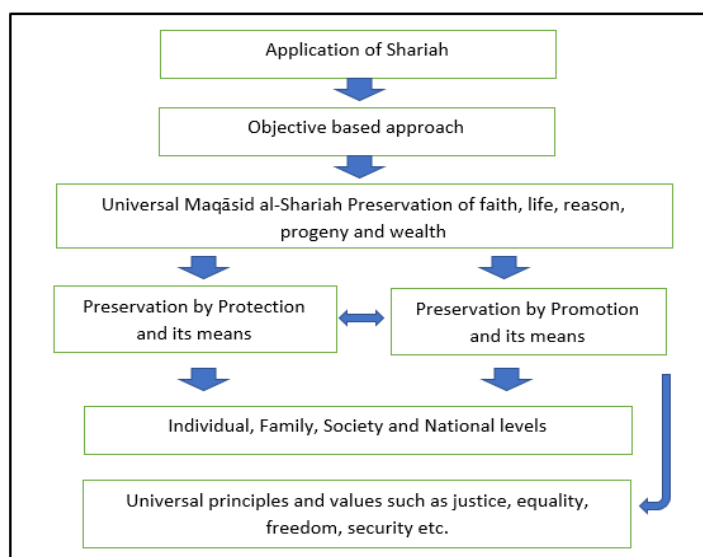 Application of Shariah
Objective based approach
Universal Maqāsid al-Shariah Preservation of faith, life, reason,
progeny and wealth
Preservation by Protection
and its means
Preservation by Promotion
and its means
Individual, Family, Society and National levels
Universal principles and values such as justice, equality,
freedom, security etc.